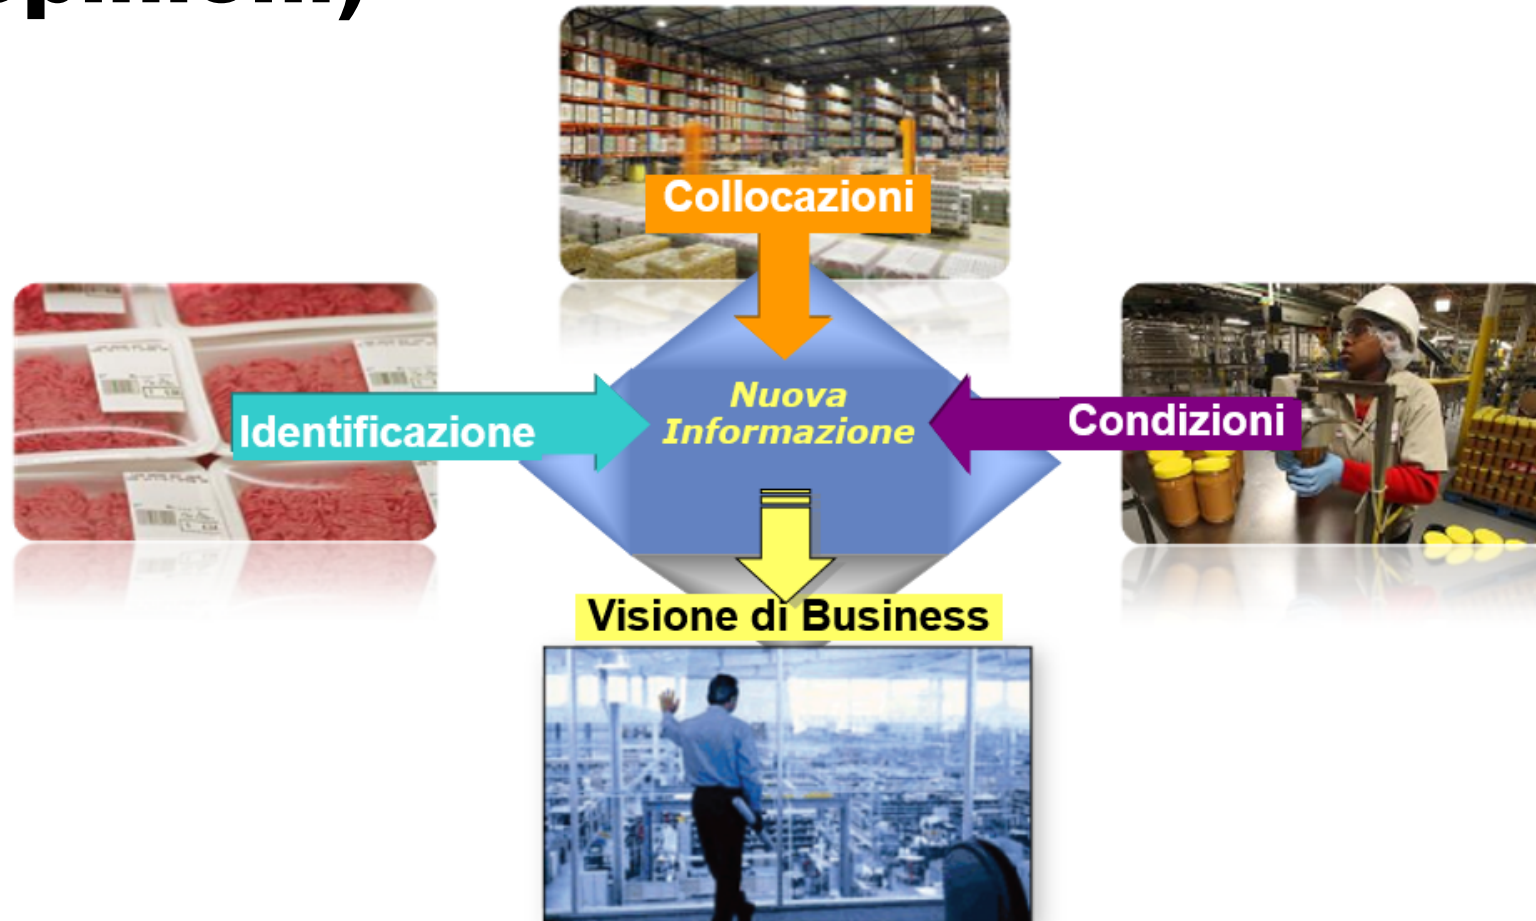 Collocazioni
Nuova
Informazione
Identificazione
Condizioni
Visione di Business